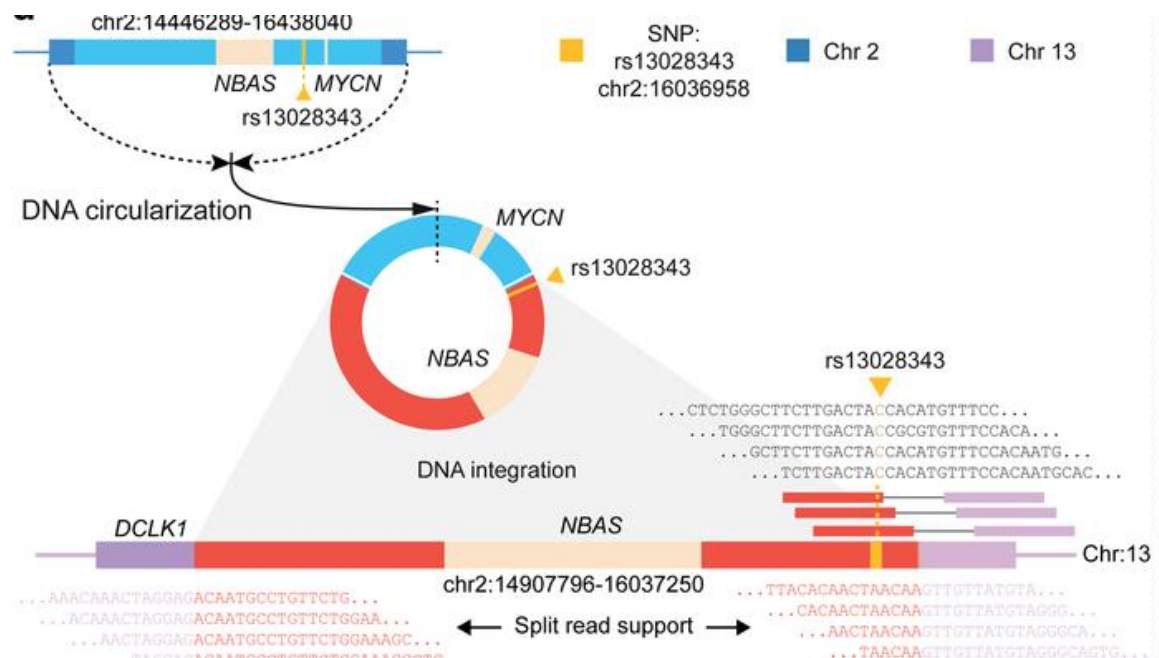 chr2:14446289-16438040
NBAS
MYCN
rs13028343
SNP:
rs13028343
chr2:16036958
Chr 2
Chr 13
DNA circularization
MYCN
rs13028343
NBAS
rs13028343
...CTCTGGGCTTCTTGACTACCACATGTTTCC...
...TGGGCTTCTTGACTACCGCGTGTTTCCACA...
...GCTTCTTGACTACCACATGTTTCCACAATG...
...TCTTGACTACCACATGTTTCCACAATGCAC...
DNA integration
DCLK1
NBAS
Chr:13
chr2:14907796-16037250
...AAACAAACTAGGAGACAATGCCTGTTCTG...
...ACAAACTAGGAGACAATGCCTGTTCTGGAA...
...AACTAGGAGACAATGCCTGTTCTGGAAAGC...
Split read support
...TTACACAACTAACAAGTTGTTATGTA...
...CACAACTAACAAGTTGTTATGTAGGG...
...AACTAACAAGTTGTTATGTAGGGCA...
...TAACAAGTTGTTATGTAGGGCAGTG...